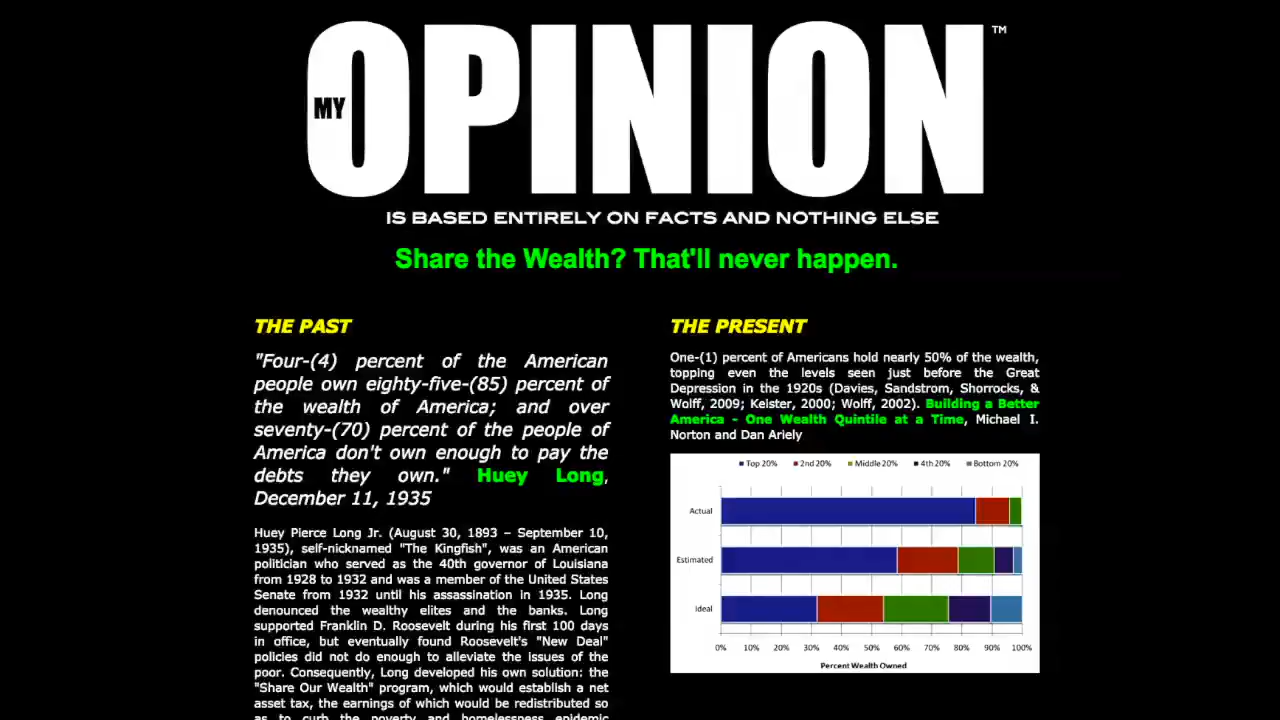 MY OPINION™
IS BASED ENTIRELY ON FACTS AND NOTHING ELSE
Share the Wealth? That'll never happen.
THE PAST
"Four-(4) percent of the American
people own eighty-five-(85) percent of
the wealth of America; and over
seventy-(70) percent of the people of
America don't own enough to pay the
debts they own." Huey Long,
December 11, 1935
Huey Pierce Long Jr. (August 30, 1893 – September 10,
1935), self-nicknamed "The Kingfish", was an American
politician who served as the 40th governor of Louisiana
from 1928 to 1932 and was a member of the United States
Senate from 1932 until his assassination in 1935. Long
denounced the wealthy elites and the banks. Long
supported Franklin D. Roosevelt during his first 100 days
in office, but eventually found Roosevelt's "New Deal"
policies did not do enough to alleviate the issues of the
poor. Consequently, Long developed his own solution: the
"Share Our Wealth" program, which would establish a net
asset tax, the earnings of which would be redistributed so
as to curb the poverty and homelessness epidemic
THE PRESENT
One-(1) percent of Americans hold nearly 50% of the wealth,
topping even the levels seen just before the Great
Depression in the 1920s (Davies, Sandstrom, Shorrocks, &
Wolff, 2009; Keister, 2000; Wolff, 2002). Building a Better
America - One Wealth Quintile at a Time, Michael I.
Norton and Dan Ariely
Top 20% 2nd 20% Middle 20% 4th 20% Bottom 20%
Actual
Estimated
Ideal
0% 10% 20% 30% 40% 50% 60% 70% 80% 90% 100%
Percent Wealth Owned